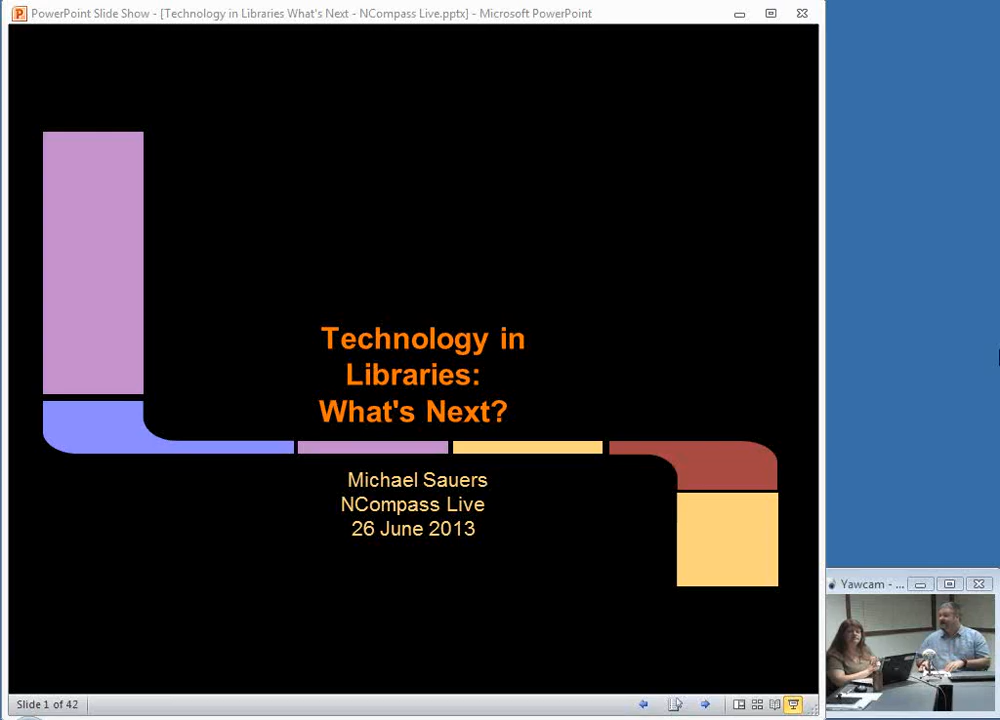 PowerPoint Slide Show - [Technology in Libraries What's Next - NCompass Live.pptx] - Microsoft PowerPoint
Technology in
Libraries:
What's Next?
Michael Sauers
NCompass Live
26 June 2013
Yawcam - ...
Slide 1 of 42